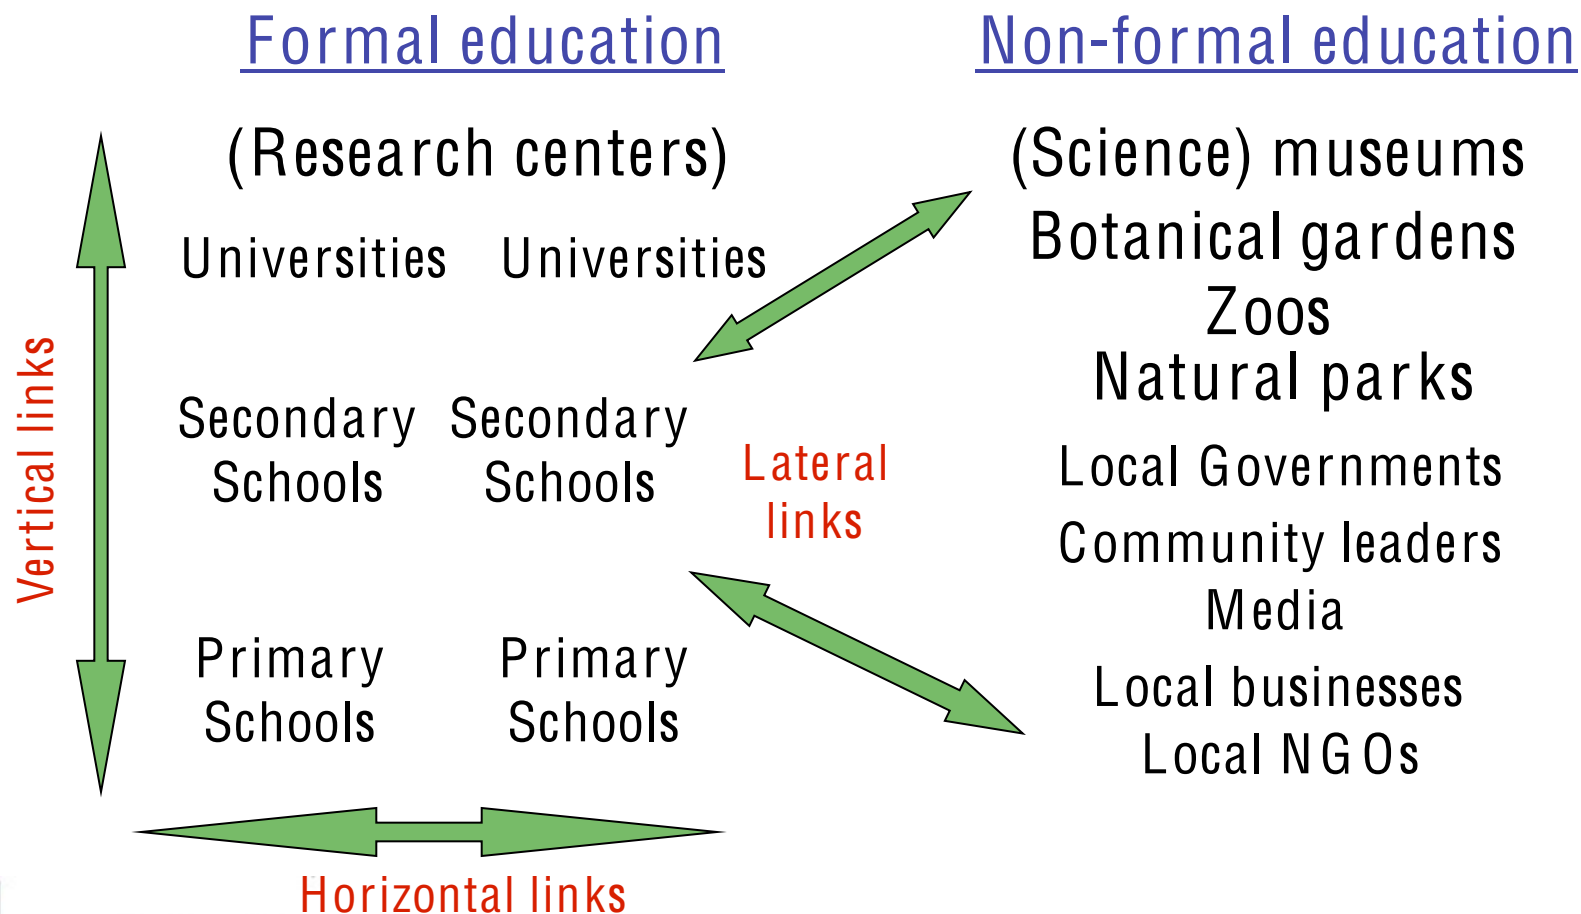 Formal education
Non-formal education
(Research centers)
Universities
Universities
Secondary
Schools
Secondary
Schools
Primary
Schools
Primary
Schools
Vertical links
Horizontal links
Lateral
links
(Science) museums
Botanical gardens
Zoos
Natural parks
Local Governments
Community leaders
Media
Local businesses
Local NGOs